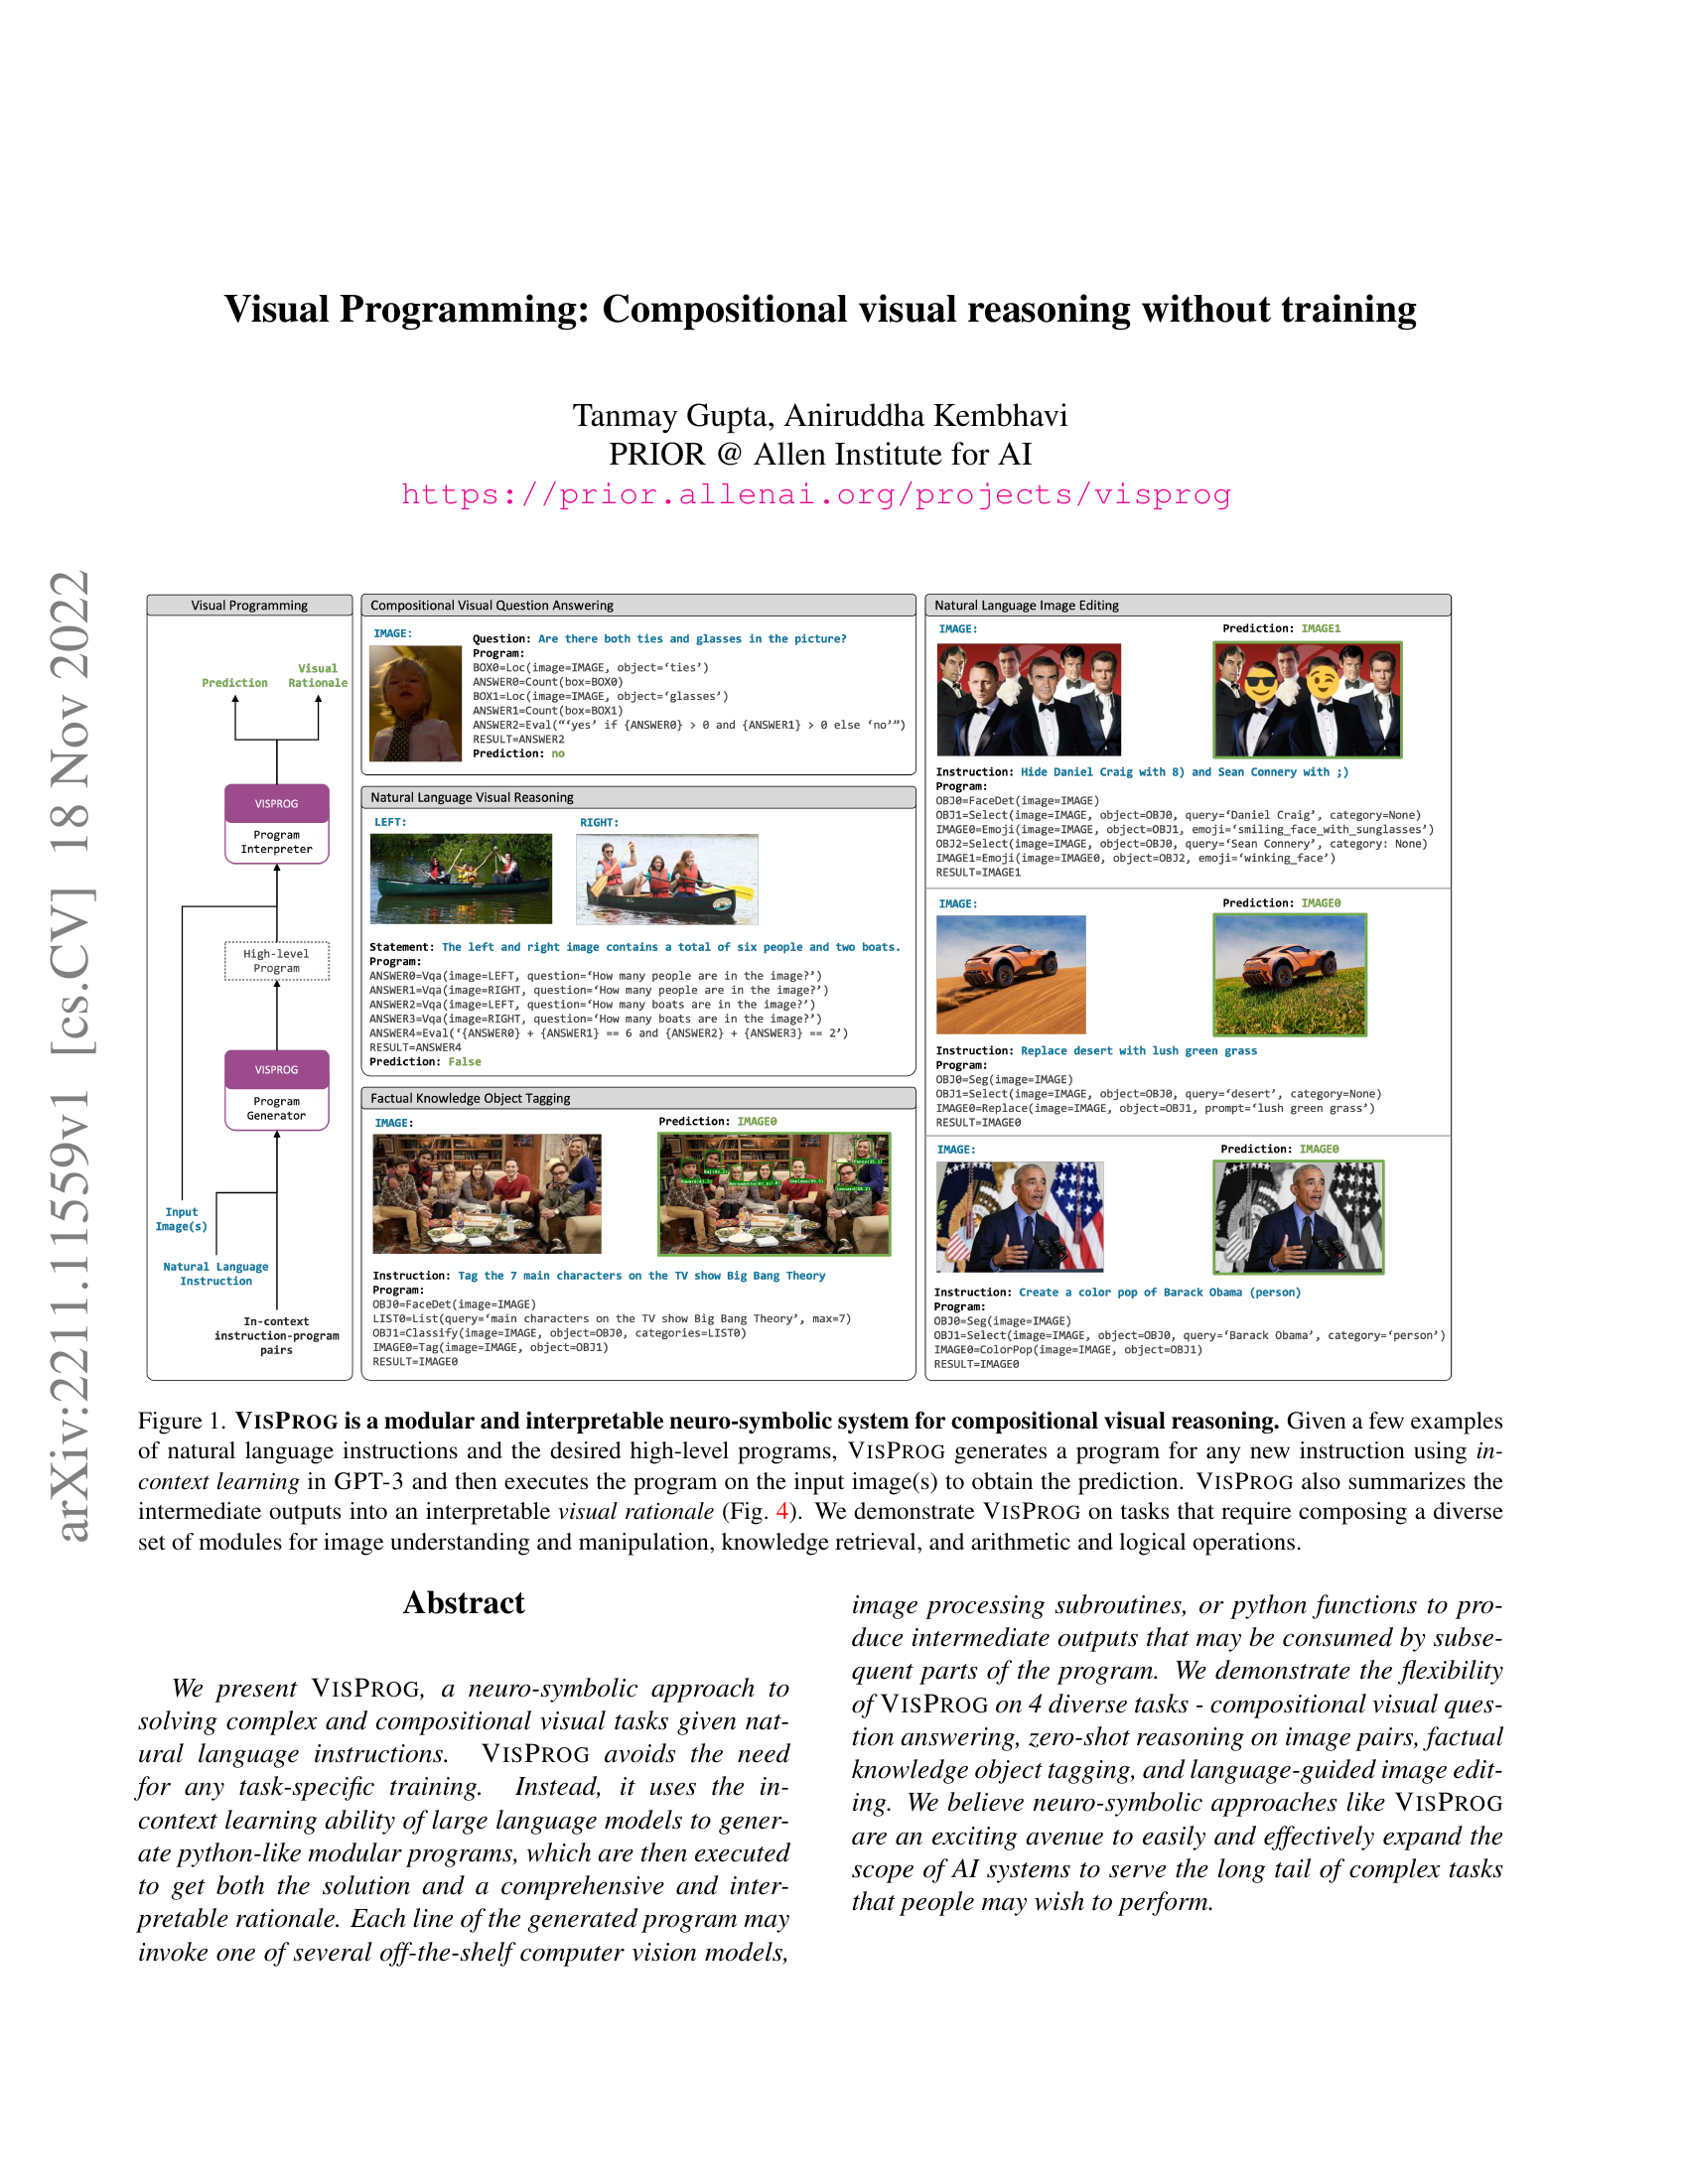 arXiv:2211.11559v1 [cs.CV] 18 Nov 2022
Visual Programming: Compositional visual reasoning without training
Tanmay Gupta, Aniruddha Kembhavi
PRIOR @ Allen Institute for AI
https://prior.allenai.org/projects/visprog
Visual Programming
Prediction
Visual
Rationale
VISPROG
Program
Interpreter
High-level
Program
VISPROG
Program
Generator
Input
Image(s)
Natural Language
Instruction
In-context
instruction-program
pairs
Compositional Visual Question Answering
IMAGE:
Question: Are there both ties and glasses in the picture?
Program:
BOX0=Loc(image=IMAGE, object=‘ties’)
ANSWER0=Count(box=BOX0)
BOX1=Loc(image=IMAGE, object=‘glasses’)
ANSWER1=Count(box=BOX1)
ANSWER2=Eval(“‘yes’ if {ANSWER0} > 0 and {ANSWER1} > 0 else ‘no’”)
RESULT=ANSWER2
Prediction: no
Natural Language Visual Reasoning
LEFT:
RIGHT:
Statement: The left and right image contains a total of six people and two boats.
Program:
ANSWER0=Vqa(image=LEFT, question=‘How many people are in the image?’)
ANSWER1=Vqa(image=RIGHT, question=‘How many people are in the image?’)
ANSWER2=Vqa(image=LEFT, question=‘How many boats are in the image?’)
ANSWER3=Vqa(image=RIGHT, question=‘How many boats are in the image?’)
ANSWER4=Eval(‘{ANSWER0} + {ANSWER1} == 6 and {ANSWER2} + {ANSWER3} == 2’)
RESULT=ANSWER4
Prediction: False
Factual Knowledge Object Tagging
IMAGE:
Prediction: IMAGE0
Instruction: Tag the 7 main characters on the TV show Big Bang Theory
Program:
OBJ0=FaceDet(image=IMAGE)
LIST0=List(query=‘main characters on the TV show Big Bang Theory’, max=7)
OBJ1=Classify(image=IMAGE, object=OBJ0, categories=LIST0)
IMAGE0=Tag(image=IMAGE, object=OBJ1)
RESULT=IMAGE0
Natural Language Image Editing
IMAGE:
Prediction: IMAGE1
Instruction: Hide Daniel Craig with 8) and Sean Connery with ;)
Program:
OBJ0=FaceDet(image=IMAGE)
OBJ1=Select(image=IMAGE, object=OBJ0, query=‘Daniel Craig’, category=None)
IMAGE0=Emoji(image=IMAGE, object=OBJ1, emoji=‘smiling_face_with_sunglasses’)
OBJ2=Select(image=IMAGE, object=OBJ0, query=‘Sean Connery’, category: None)
IMAGE1=Emoji(image=IMAGE0, object=OBJ2, emoji=‘winking_face’)
RESULT=IMAGE1
IMAGE:
Prediction: IMAGE0
Instruction: Replace desert with lush green grass
Program:
OBJ0=Seg(image=IMAGE)
OBJ1=Select(image=IMAGE, object=OBJ0, query=‘desert’, category=None)
IMAGE0=Replace(image=IMAGE, object=OBJ1, prompt=‘lush green grass’)
RESULT=IMAGE0
IMAGE:
Prediction: IMAGE0
Instruction: Create a color pop of Barack Obama (person)
Program:
OBJ0=Seg(image=IMAGE)
OBJ1=Select(image=IMAGE, object=OBJ0, query=‘Barack Obama’, category=‘person’)
IMAGE0=ColorPop(image=IMAGE, object=OBJ1)
RESULT=IMAGE0
Figure 1. VISPROG is a modular and interpretable neuro-symbolic system for compositional visual reasoning. Given a few examples
of natural language instructions and the desired high-level programs, VISPROG generates a program for any new instruction using in-
context learning in GPT-3 and then executes the program on the input image(s) to obtain the prediction. VISPROG also summarizes the
intermediate outputs into an interpretable visual rationale (Fig. 4). We demonstrate VISPROG on tasks that require composing a diverse
set of modules for image understanding and manipulation, knowledge retrieval, and arithmetic and logical operations.
Abstract
We present VISPROG, a neuro-symbolic approach to
solving complex and compositional visual tasks given nat-
ural language instructions. VISPROG avoids the need
for any task-specific training. Instead, it uses the in-
context learning ability of large language models to gener-
ate python-like modular programs, which are then executed
to get both the solution and a comprehensive and inter-
pretable rationale. Each line of the generated program may
invoke one of several off-the-shelf computer vision models,
image processing subroutines, or python functions to pro-
duce intermediate outputs that may be consumed by subse-
quent parts of the program. We demonstrate the flexibility
of VISPROG on 4 diverse tasks - compositional visual ques-
tion answering, zero-shot reasoning on image pairs, factual
knowledge object tagging, and language-guided image edit-
ing. We believe neuro-symbolic approaches like VISPROG
are an exciting avenue to easily and effectively expand the
scope of AI systems to serve the long tail of complex tasks
that people may wish to perform.